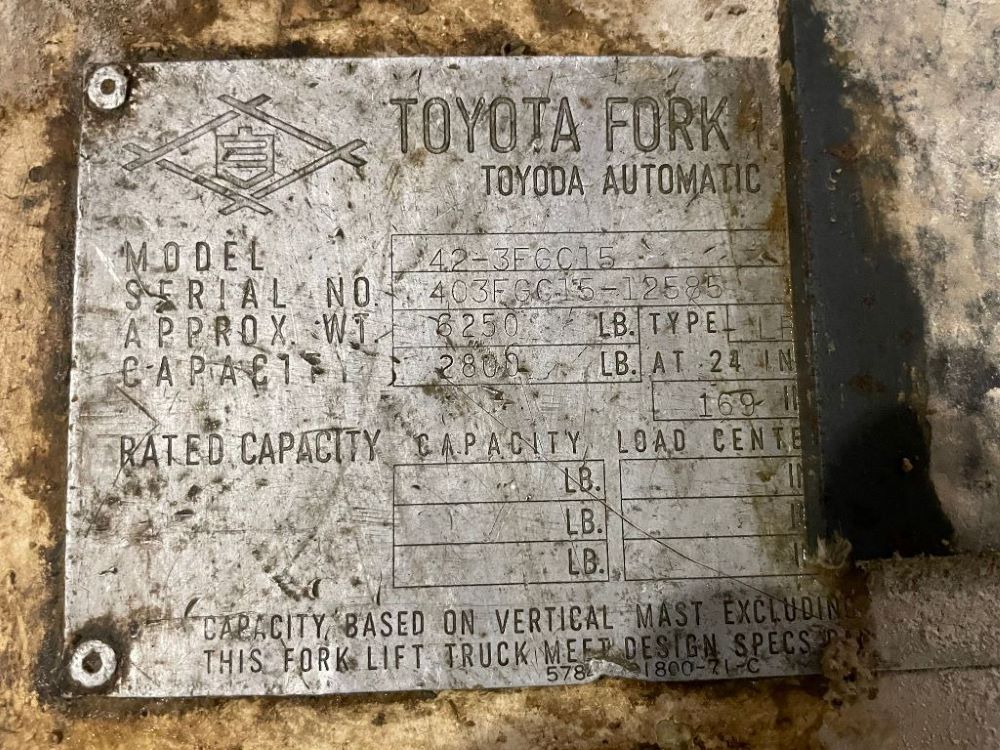 TOYOTA FORK
TOYODA AUTOMATIC
MODEL 42-3FGC15
SERIAL NO. 403FGC15-12585
APPROX. WT. 6250 LB. TYPE
CAPACITY 2800 LB. AT 24 IN
169 I
RATED CAPACITY CAPACITY LOAD CENTE
LB. IN
LB. I
LB. I
CAPACITY, BASED ON VERTICAL MAST EXCLUDING
THIS FORK LIFT TRUCK MEET DESIGN SPECS
1800-71-C